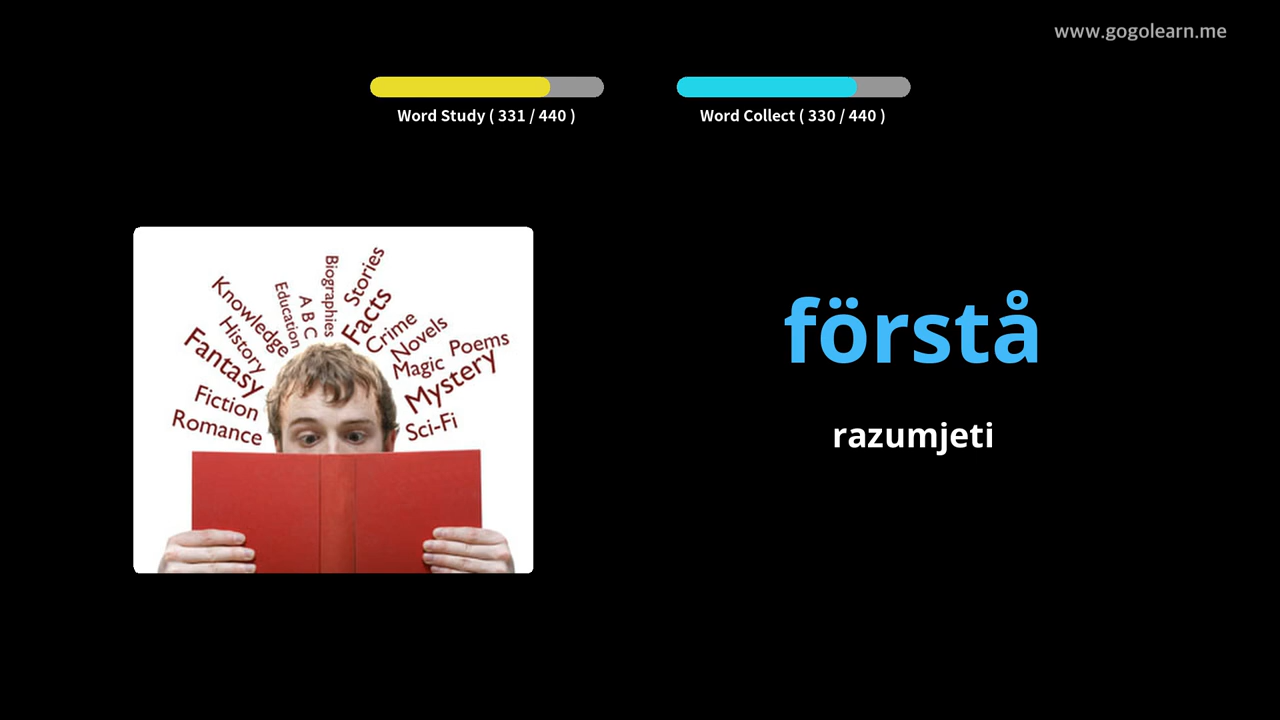 www.gogolearn.me
Word Study ( 331 / 440 )
Word Collect ( 330 / 440 )
Biographies
Stories
Education
A B C
Facts
Knowledge
History
Crime
Novels
Poems
Fantasy
Magic
Mystery
Fiction
Romance
Sci-Fi
förstå
razumjeti